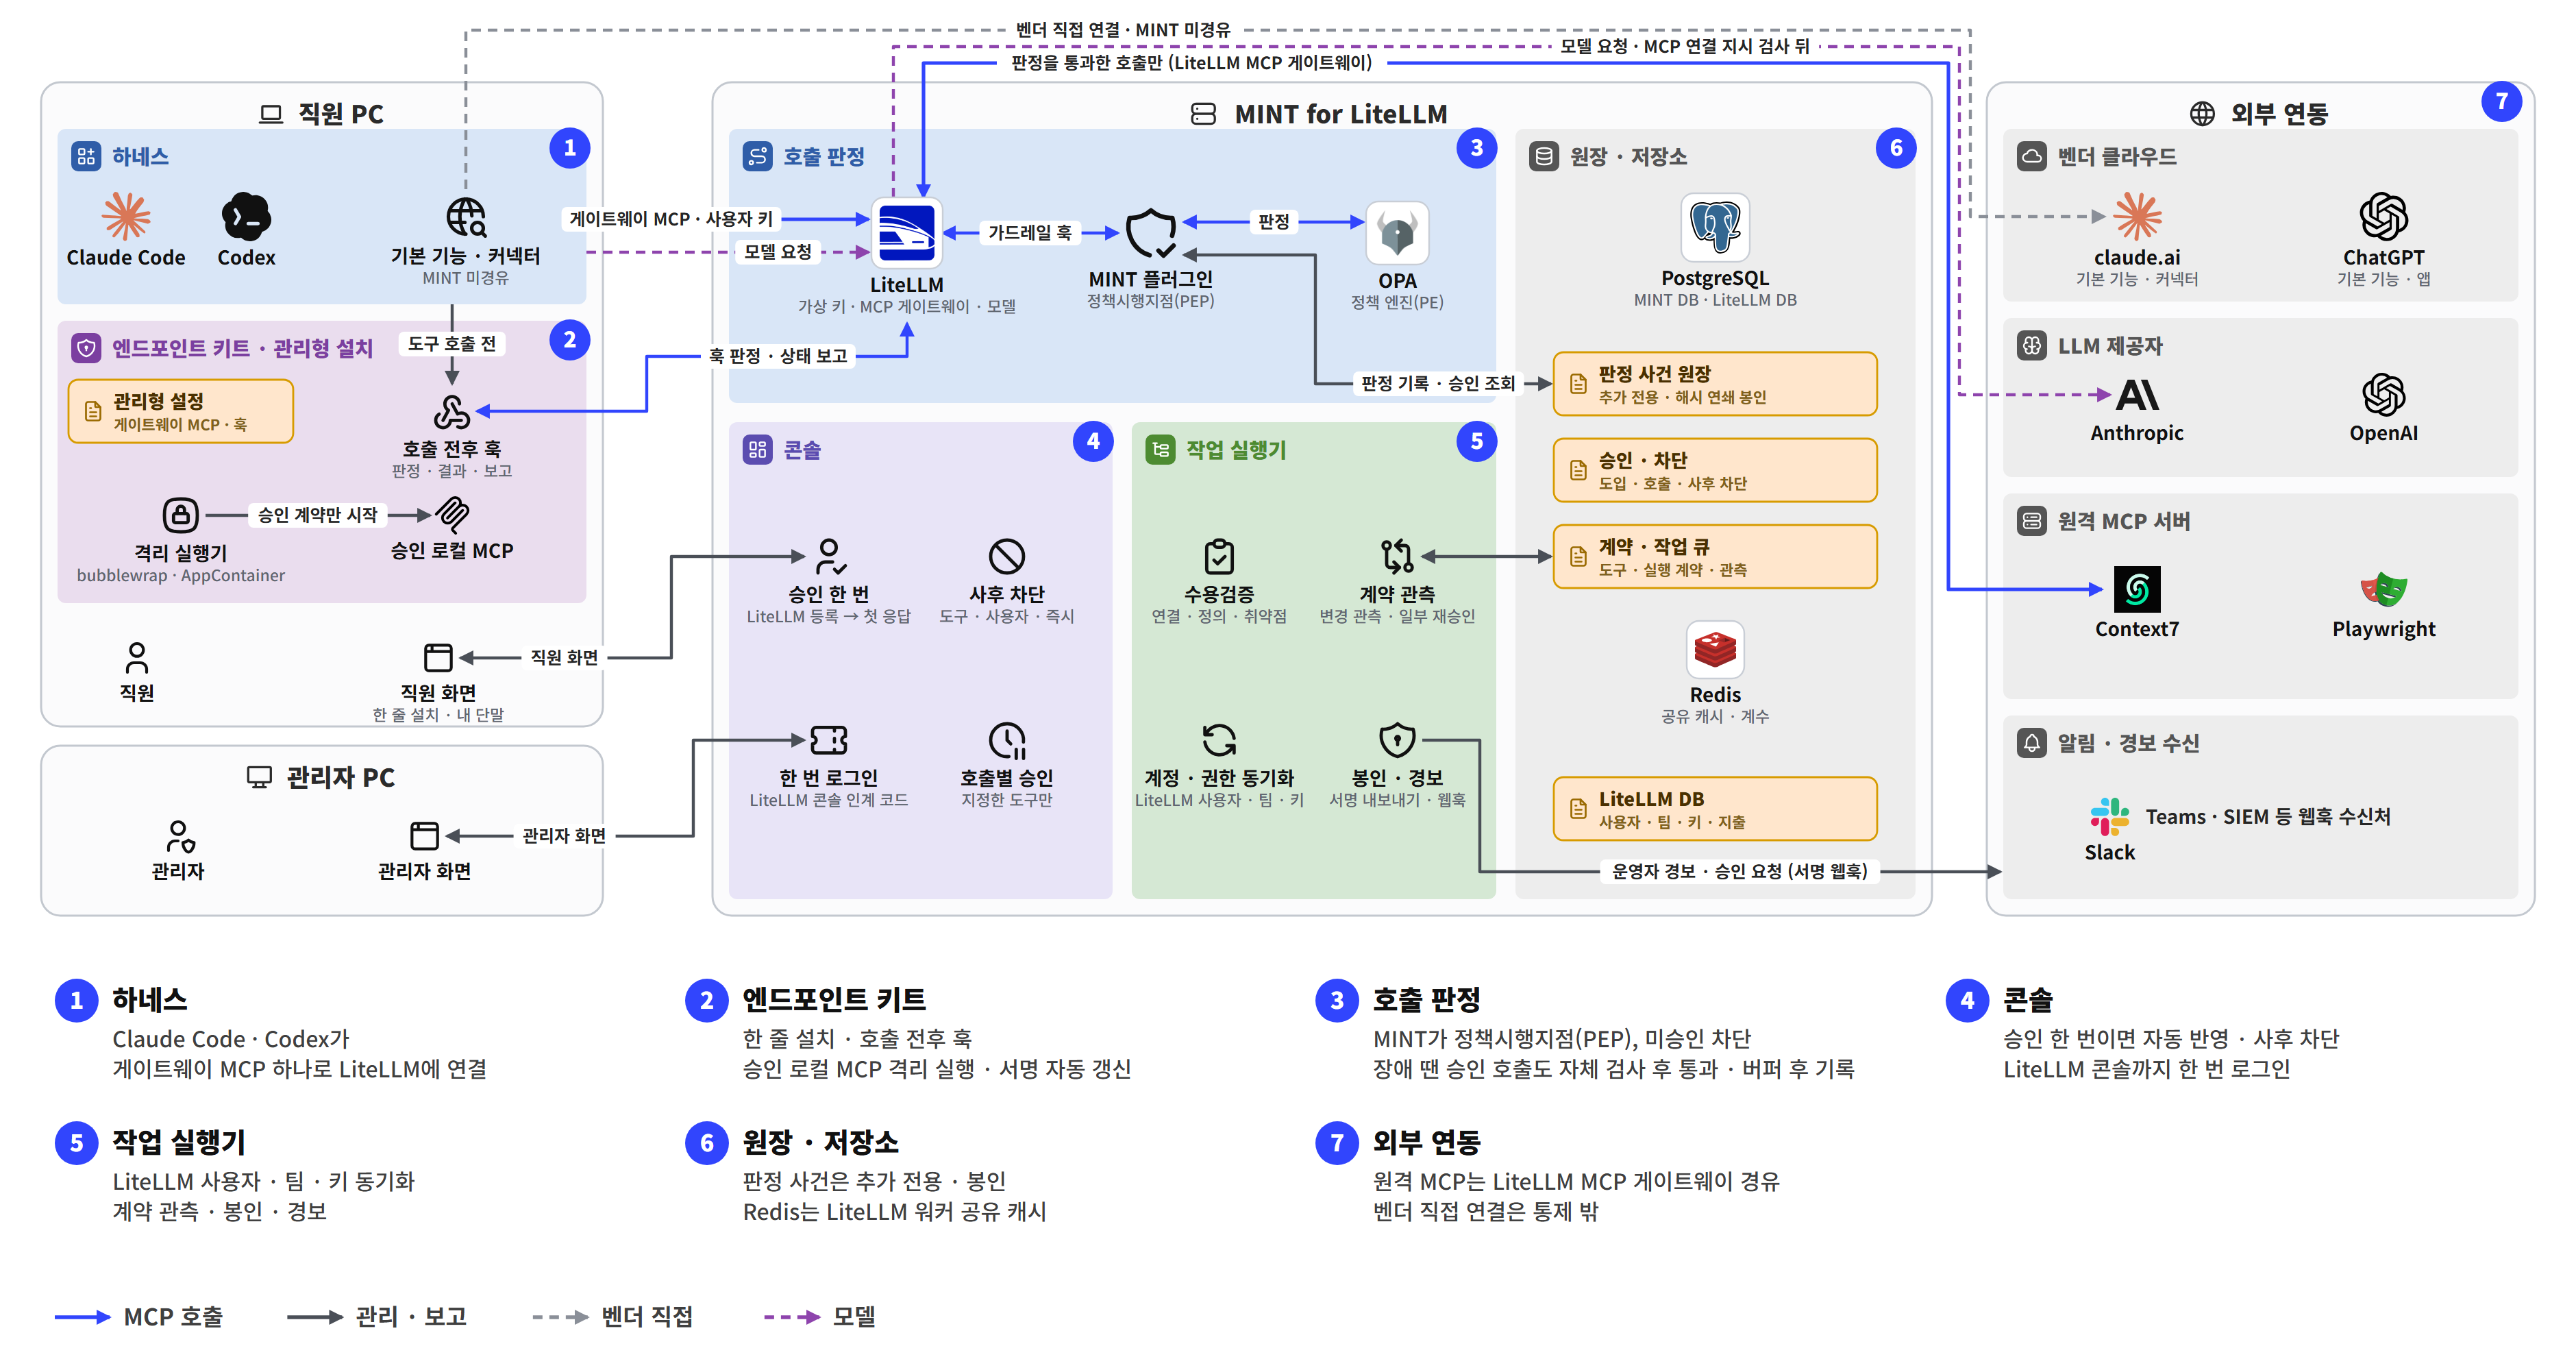 벤더 직접 연결 · MINT 미경유
모델 요청 · MCP 연결 지시 검사 뒤
판정을 통과한 호출만 (LiteLLM MCP 게이트웨이)
직원 PC
1
하네스
Claude Code
Codex
기본 기능 · 커넥터
MINT 미경유
게이트웨이 MCP · 사용자 키
모델 요청
2
엔드포인트 키트 · 관리형 설치
도구 호출 전
관리형 설정
게이트웨이 MCP · 훅
호출 전후 훅
판정 · 결과 · 보고
훅 판정 · 상태 보고
승인 계약만 시작
격리 실행기
bubblewrap · AppContainer
승인 로컬 MCP
직원
직원 화면
한 줄 설치 · 내 단말
직원 화면
관리자 PC
관리자
관리자 화면
관리자 화면
MINT for LiteLLM
3
호출 판정
LiteLLM
가상 키 · MCP 게이트웨이 · 모델
가드레일 훅
MINT 플러그인
정책시행지점(PEP)
판정
OPA
정책 엔진(PE)
판정 기록 · 승인 조회
4
콘솔
승인 한 번
LiteLLM 등록 → 첫 응답
사후 차단
도구 · 사용자 · 즉시
한 번 로그인
LiteLLM 콘솔 인계 코드
호출별 승인
지정한 도구만
5
작업 실행기
수용검증
연결 · 정의 · 취약점
계약 관측
변경 관측 · 일부 재승인
계정 · 권한 동기화
LiteLLM 사용자 · 팀 · 키
봉인 · 경보
서명 내보내기 · 웹훅
6
원장 · 저장소
PostgreSQL
MINT DB · LiteLLM DB
판정 사건 원장
추가 전용 · 해시 연쇄 봉인
승인 · 차단
도입 · 호출 · 사후 차단
계약 · 작업 큐
도구 · 실행 계약 · 관측
Redis
공유 캐시 · 계수
LiteLLM DB
사용자 · 팀 · 키 · 지출
운영자 경보 · 승인 요청 (서명 웹훅)
7
외부 연동
벤더 클라우드
claude.ai
기본 기능 · 커넥터
ChatGPT
기본 기능 · 앱
LLM 제공자
Anthropic
OpenAI
원격 MCP 서버
Context7
Playwright
알림 · 경보 수신
Slack
Teams · SIEM 등 웹훅 수신처
1 하네스
Claude Code · Codex가
게이트웨이 MCP 하나로 LiteLLM에 연결
2 엔드포인트 키트
한 줄 설치 · 호출 전후 훅
승인 로컬 MCP 격리 실행 · 서명 자동 갱신
3 호출 판정
MINT가 정책시행지점(PEP), 미승인 차단
장애 땐 승인 호출도 자체 검사 후 통과 · 버퍼 후 기록
4 콘솔
승인 한 번이면 자동 반영 · 사후 차단
LiteLLM 콘솔까지 한 번 로그인
5 작업 실행기
LiteLLM 사용자 · 팀 · 키 동기화
계약 관측 · 봉인 · 경보
6 원장 · 저장소
판정 사건은 추가 전용 · 봉인
Redis는 LiteLLM 워커 공유 캐시
7 외부 연동
원격 MCP는 LiteLLM MCP 게이트웨이 경유
벤더 직접 연결은 통제 밖
MCP 호출
관리 · 보고
벤더 직접
모델